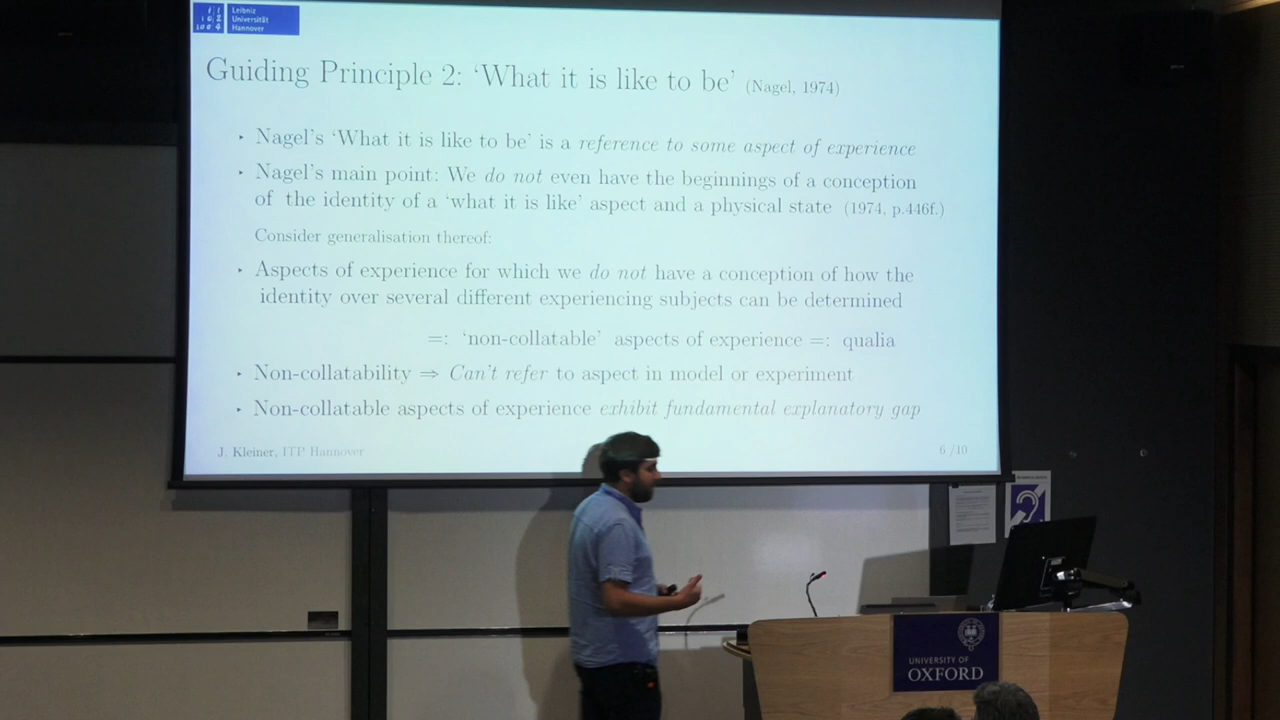 Leibniz
Universität
Hannover
Guiding Principle 2: ‘What it is like to be’ (Nagel, 1974)
‣ Nagel's ‘What it is like to be’ is a reference to some aspect of experience
‣ Nagel's main point: We do not even have the beginnings of a conception
of the identity of a ‘what it is like’ aspect and a physical state (1974, p.446f.)
Consider generalisation thereof:
‣ Aspects of experience for which we do not have a conception of how the
identity over several different experiencing subjects can be determined
=: ‘non-collatable’ aspects of experience =: qualia
‣ Non-collatability ⇒ Can't refer to aspect in model or experiment
‣ Non-collatable aspects of experience exhibit fundamental explanatory gap
J. Kleiner, ITP Hannover
6 /10
UNIVERSITY OF
OXFORD